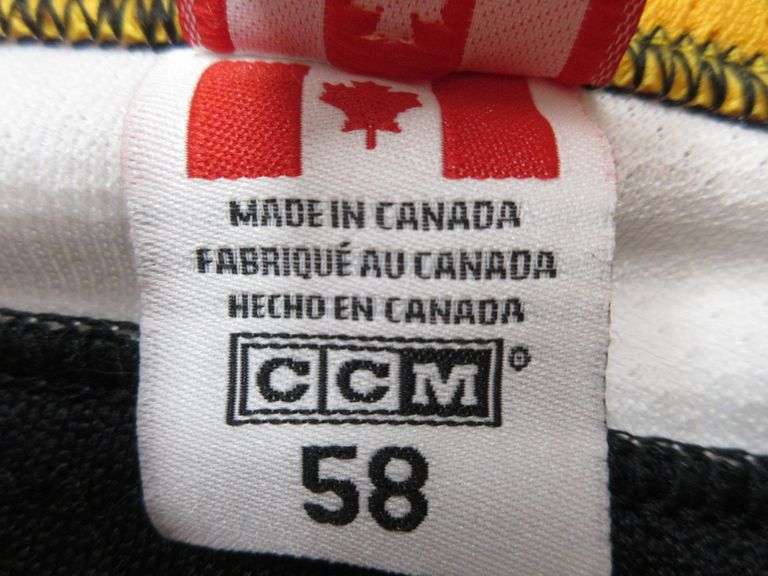 MADE IN CANADA
FABRIQUÉ AU CANADA
HECHO EN CANADA
CCM®
58